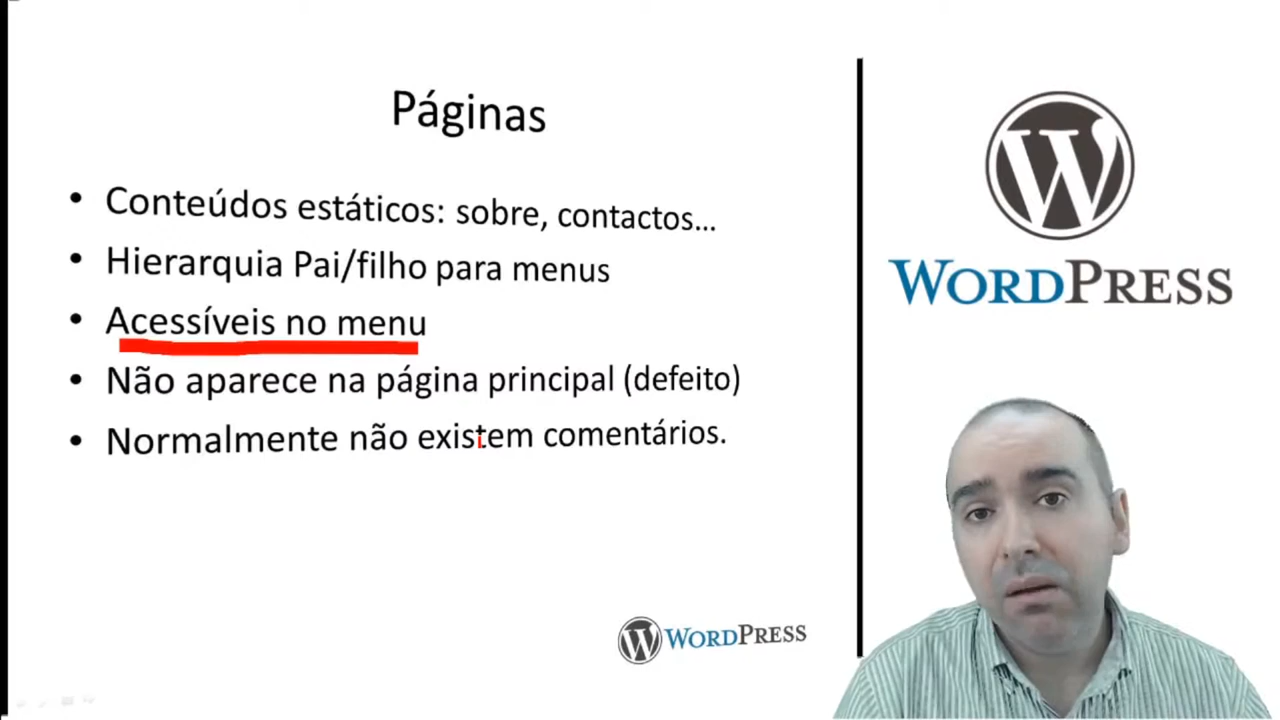 Páginas
• Conteúdos estáticos: sobre, contactos...
• Hierarquia Pai/filho para menus
• Acessíveis no menu
• Não aparece na página principal (defeito)
• Normalmente não existem comentários.
WORDPRESS
WORDPRESS